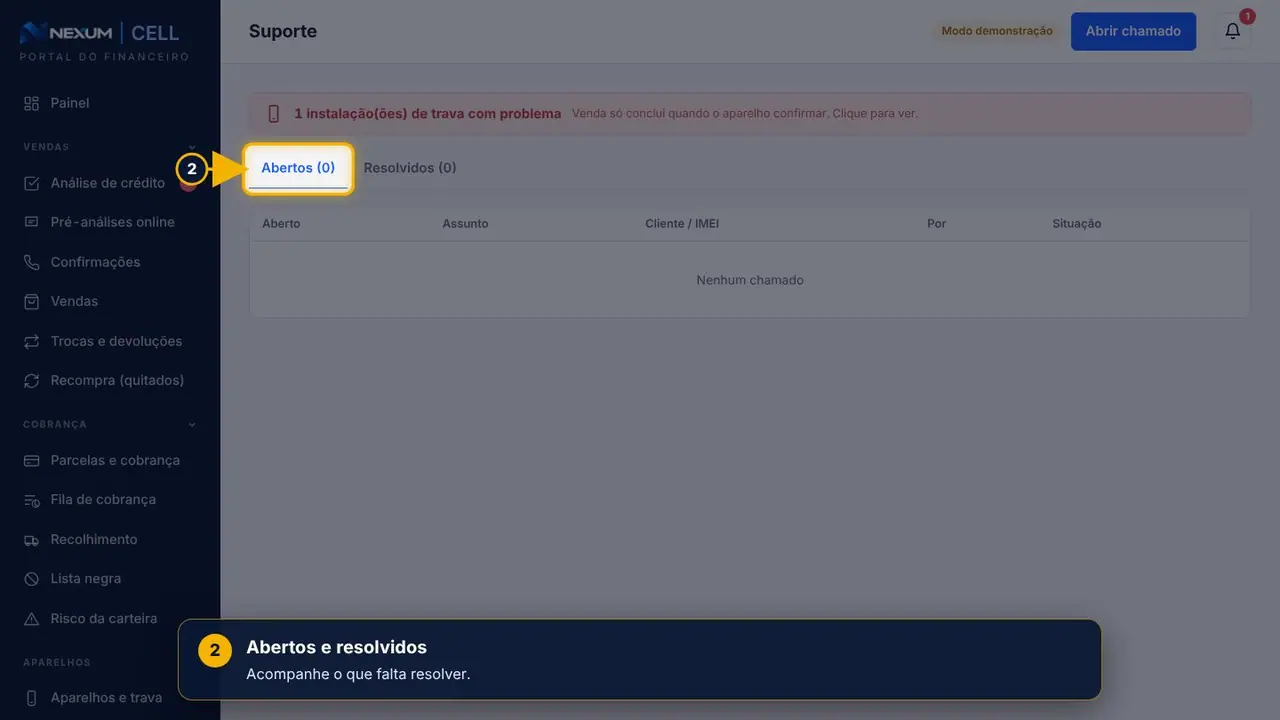 NEXUM | CELL
PORTAL DO FINANCEIRO
Painel
VENDAS
Análise de crédito
Pré-análises online
Confirmações
Vendas
Trocas e devoluções
Recompra (quitados)
COBRANÇA
Parcelas e cobrança
Fila de cobrança
Recolhimento
Lista negra
Risco da carteira
APARELHOS
Aparelhos e trava
Suporte
Modo demonstração
Abrir chamado
1
1 instalação(ões) de trava com problema Venda só conclui quando o aparelho confirmar. Clique para ver.
2
Abertos (0) Resolvidos (0)
Aberto Assunto Cliente / IMEI Por Situação
Nenhum chamado
2
Abertos e resolvidos
Acompanhe o que falta resolver.